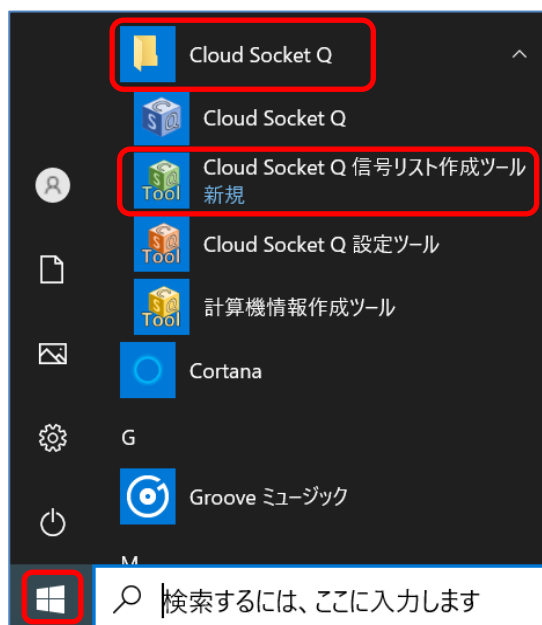 Cloud Socket Q
Cloud Socket Q
Cloud Socket Q 信号リスト作成ツール
新規
Tool
Cloud Socket Q 設定ツール
Tool
計算機情報作成ツール
Tool
Cortana
G
Groove ミュージック
M
検索するには、ここに入力します